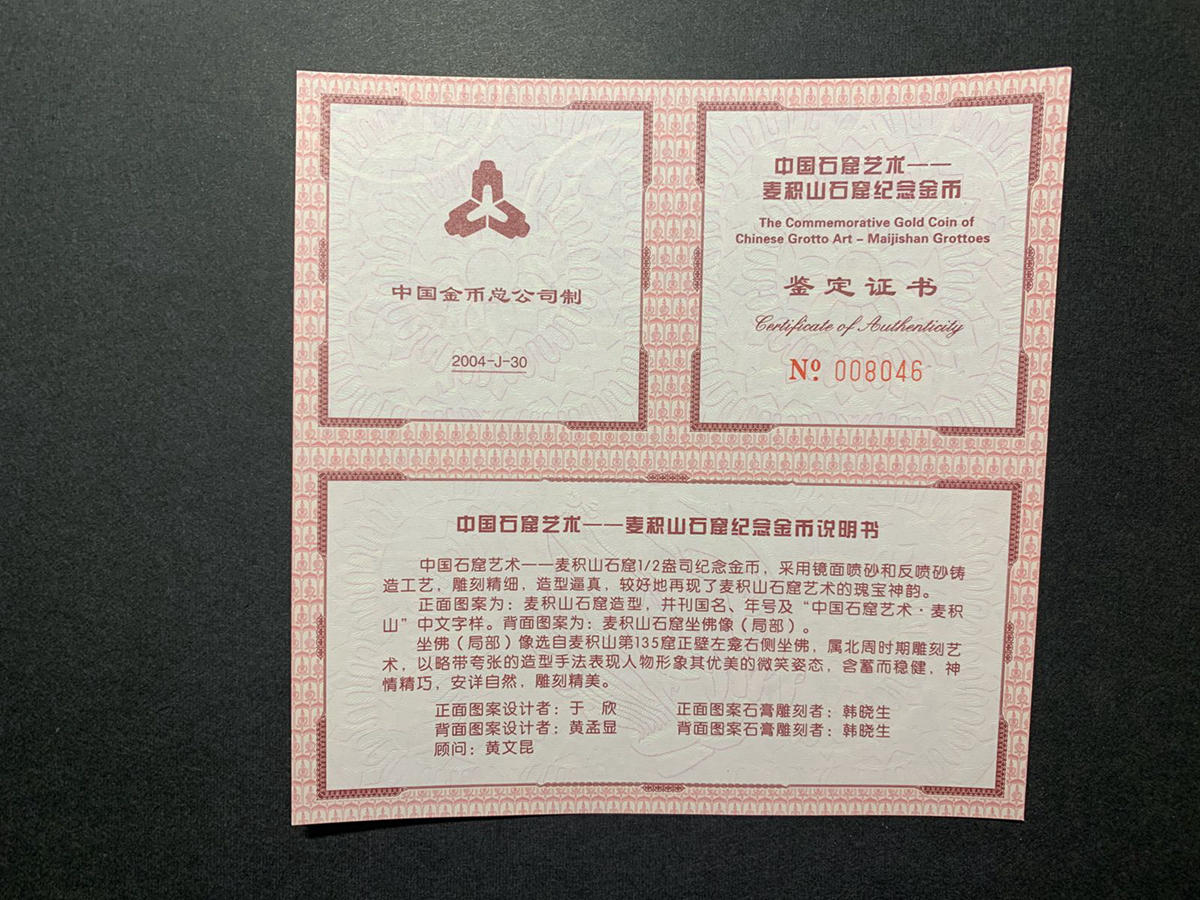 中国金币总公司制
2004-J-30
中国石窟艺术——
麦积山石窟纪念金币
The Commemorative Gold Coin of
Chinese Grotto Art – Maijishan Grottoes
鉴定证书
Certificate of Authenticity
Nº 008046
中国石窟艺术——麦积山石窟纪念金币说明书
中国石窟艺术——麦积山石窟1/2盎司纪念金币，采用镜面喷砂和反喷砂铸
造工艺，雕刻精细，造型逼真，较好地再现了麦积山石窟艺术的瑰宝神韵。
正面图案为：麦积山石窟造型，并刊国名、年号及“中国石窟艺术·麦积
山”中文字样。背面图案为：麦积山石窟坐佛像（局部）。
坐佛（局部）像选自麦积山第135窟正壁左龛右侧坐佛，属北周时期雕刻艺
术，以略带夸张的造型手法表现人物形象其优美的微笑姿态，含蓄而稳健，神
情精巧，安详自然，雕刻精美。
正面图案设计者：于　欣　　正面图案石膏雕刻者：韩晓生
背面图案设计者：黄孟显　　背面图案石膏雕刻者：韩晓生
顾问：黄文昆